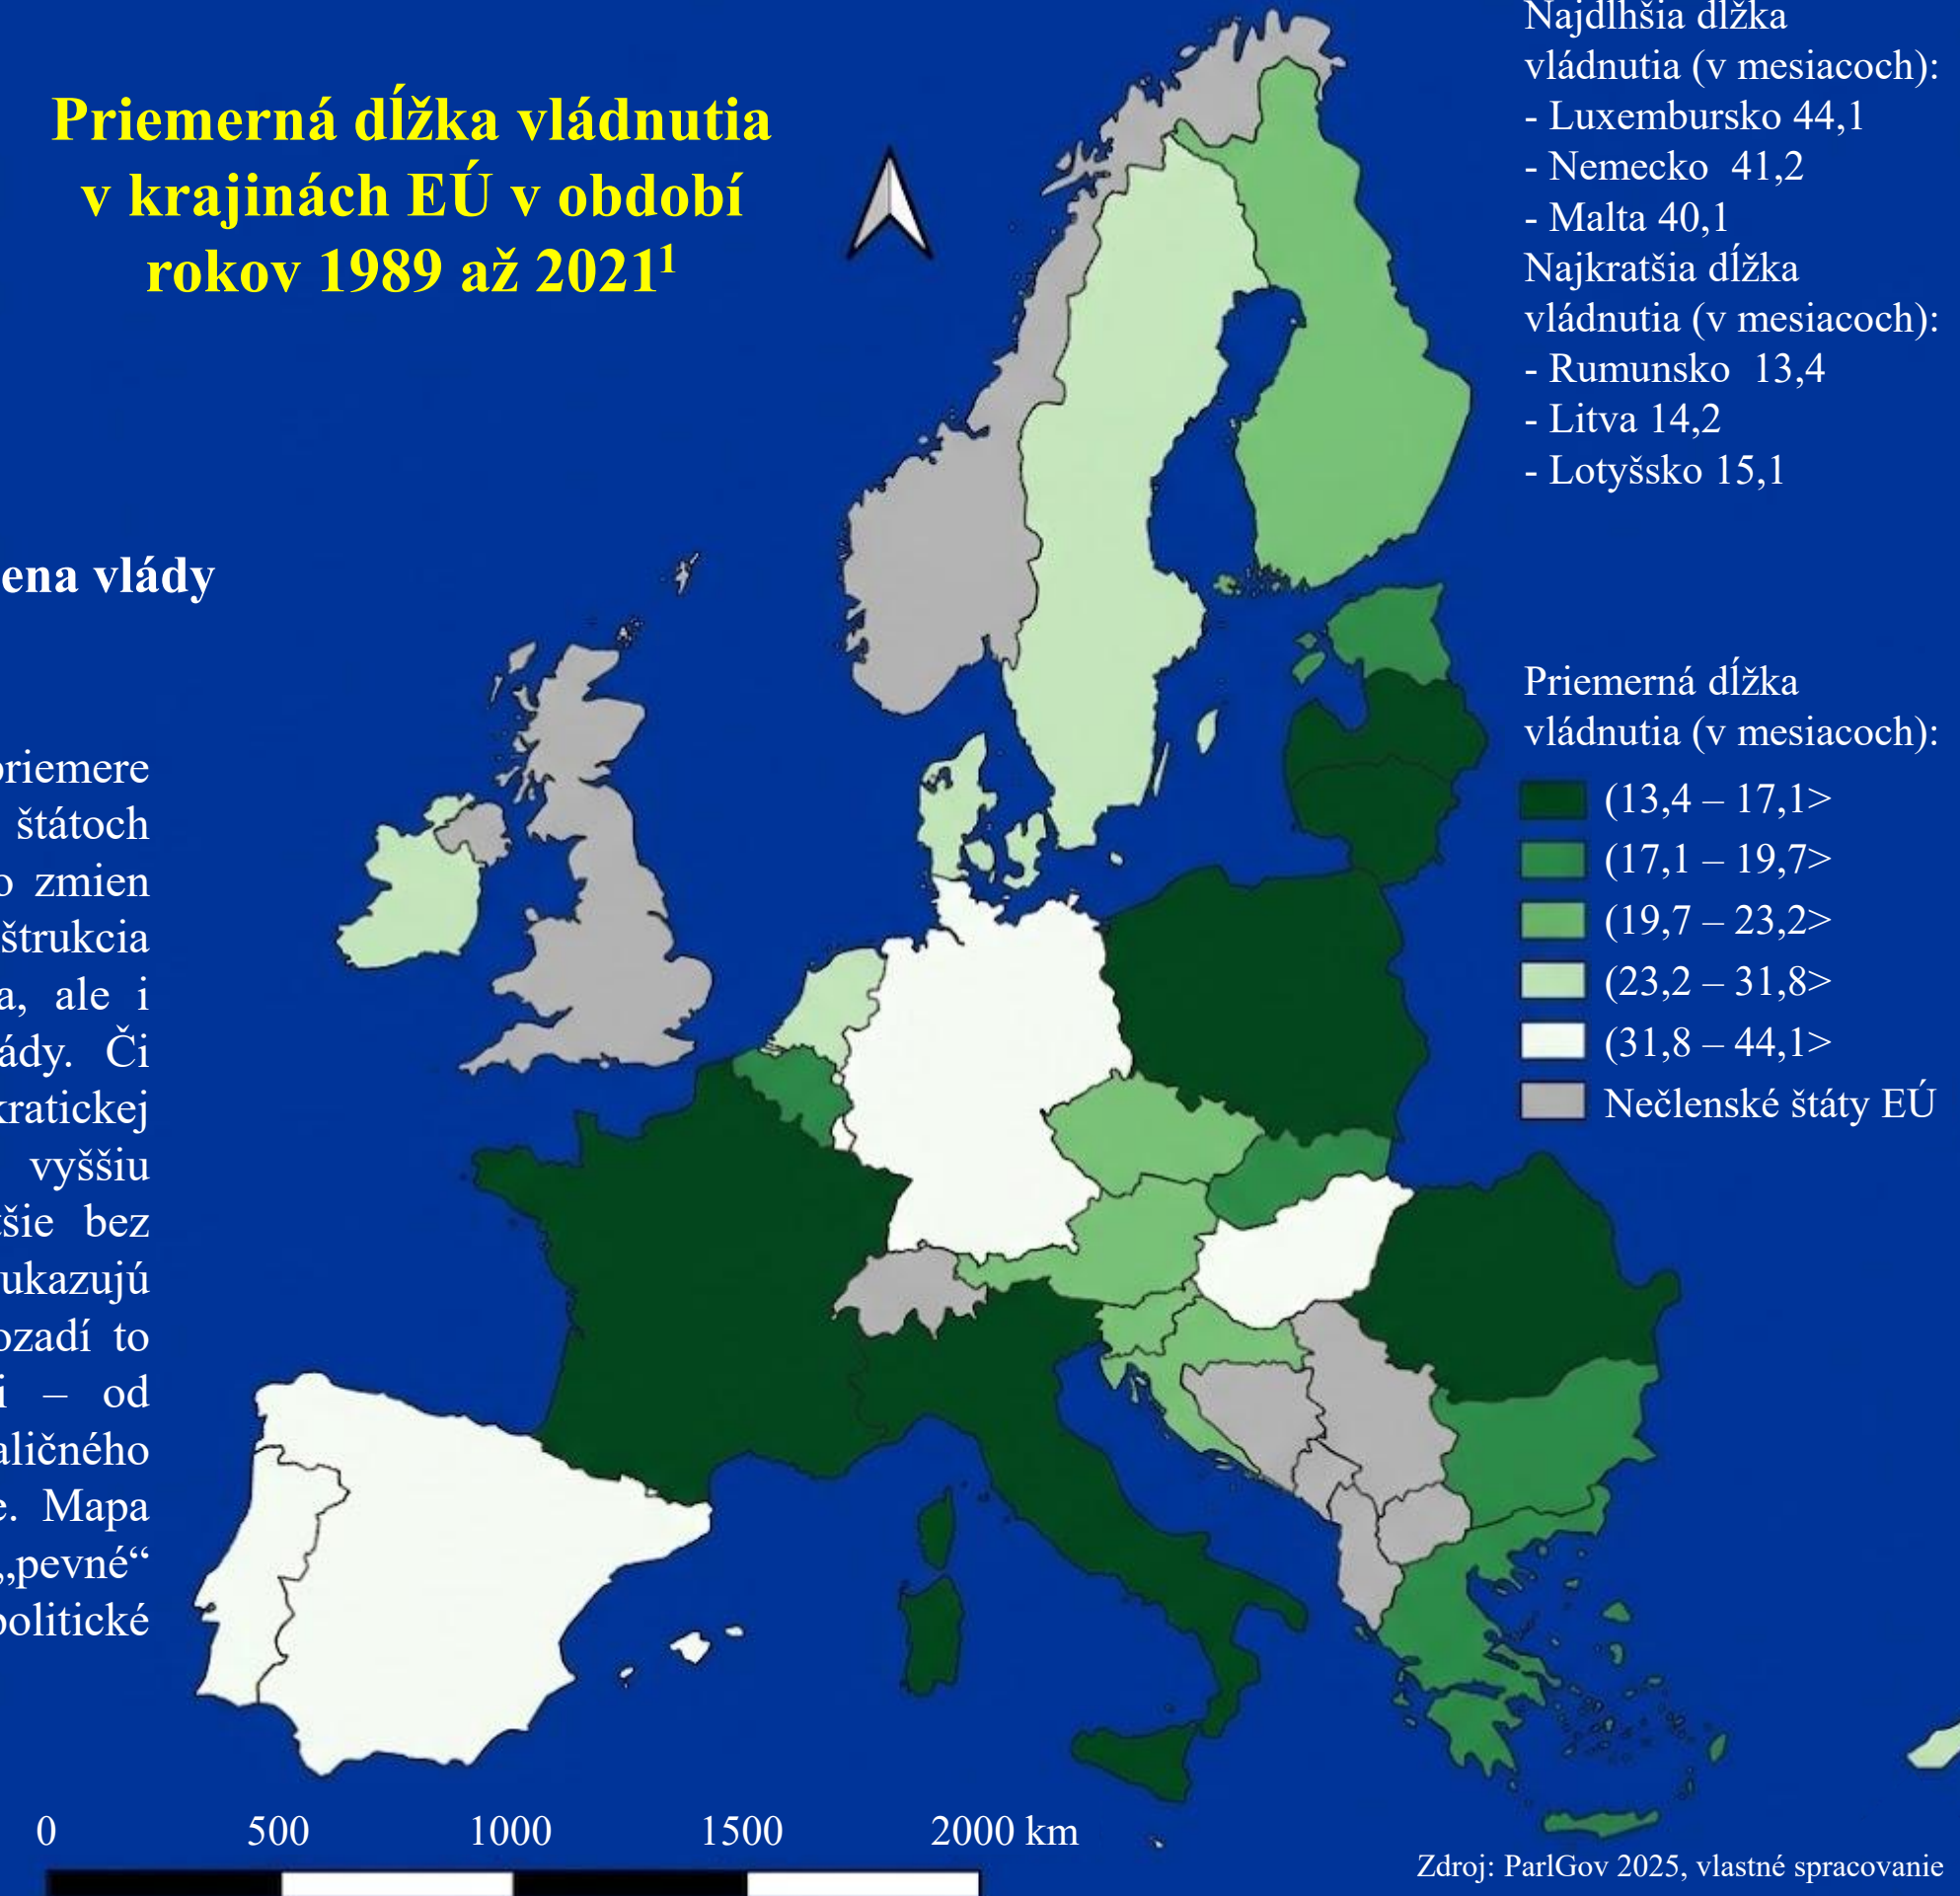 Priemerná dĺžka vládnutia
v krajinách EÚ v období
rokov 1989 až 2021¹
Najdlhšia dĺžka
vládnutia (v mesiacoch):
- Luxembursko 44,1
- Nemecko 41,2
- Malta 40,1
Najkratšia dĺžka
vládnutia (v mesiacoch):
- Rumunsko 13,4
- Litva 14,2
- Lotyšsko 15,1
ena vlády
priemere
štátoch
o zmien
štrukcia
a, ale i
ády. Či
kratickej
vyššiu
tšie bez
ukazujú
ozadí to
i – od
aličného
e. Mapa
„pevné“
politické
Priemerná dĺžka
vládnutia (v mesiacoch):
(13,4 – 17,1>
(17,1 – 19,7>
(19,7 – 23,2>
(23,2 – 31,8>
(31,8 – 44,1>
Nečlenské štáty EÚ
0 500 1000 1500 2000 km
Zdroj: ParlGov 2025, vlastné spracovanie